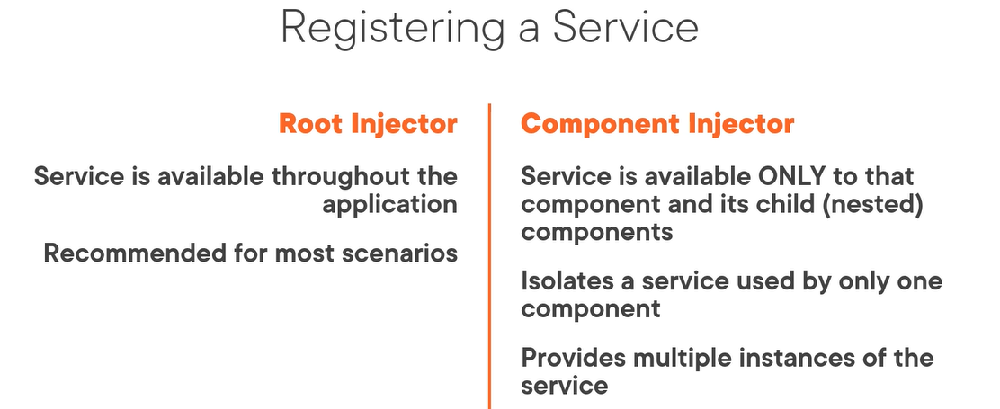 Registering a Service
Root Injector
Service is available throughout the
application
Recommended for most scenarios
Component Injector
Service is available ONLY to that
component and its child (nested)
components
Isolates a service used by only one
component
Provides multiple instances of the
service